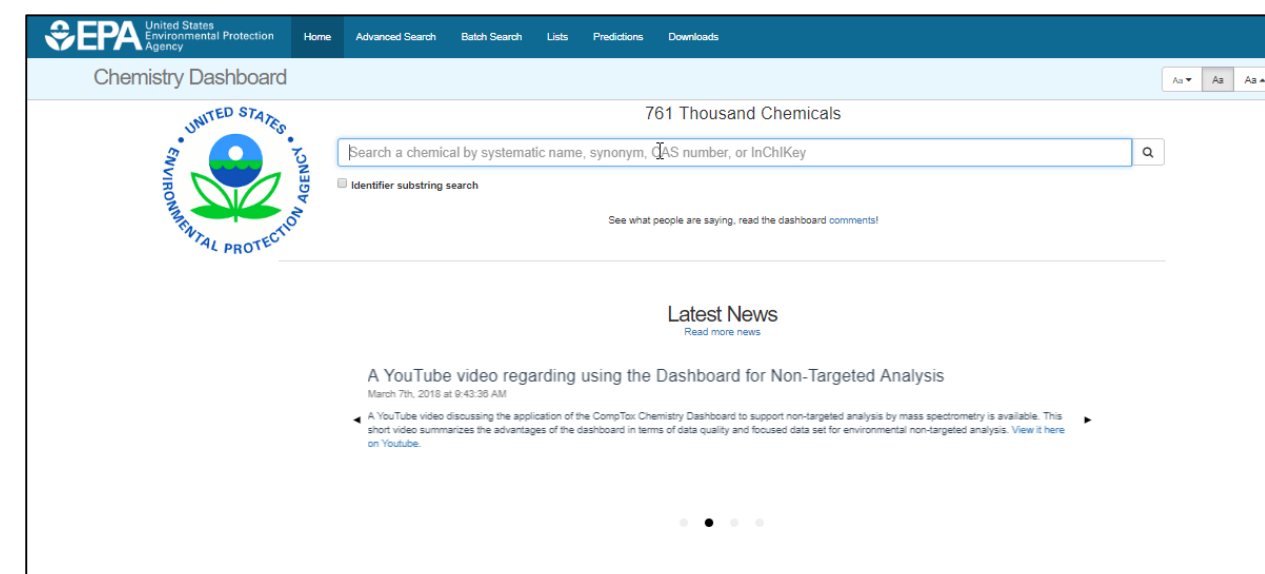 EPA United States
Environmental Protection
Agency
Home Advanced Search Batch Search Lists Predictions Downloads
Chemistry Dashboard
Aa Aa Aa
UNITED STATES
ENVIRONMENTAL PROTECTION AGENCY
761 Thousand Chemicals
Search a chemical by systematic name, synonym, CAS number, or InChIKey
Identifier substring search
See what people are saying, read the dashboard comments!
Latest News
Read more news
A YouTube video regarding using the Dashboard for Non-Targeted Analysis
March 7th, 2018 at 9:43:36 AM
A YouTube video discussing the application of the CompTox Chemistry Dashboard to support non-targeted analysis by mass spectrometry is available. This
short video summarizes the advantages of the dashboard in terms of data quality and focused data set for environmental non-targeted analysis. View it here
on Youtube.